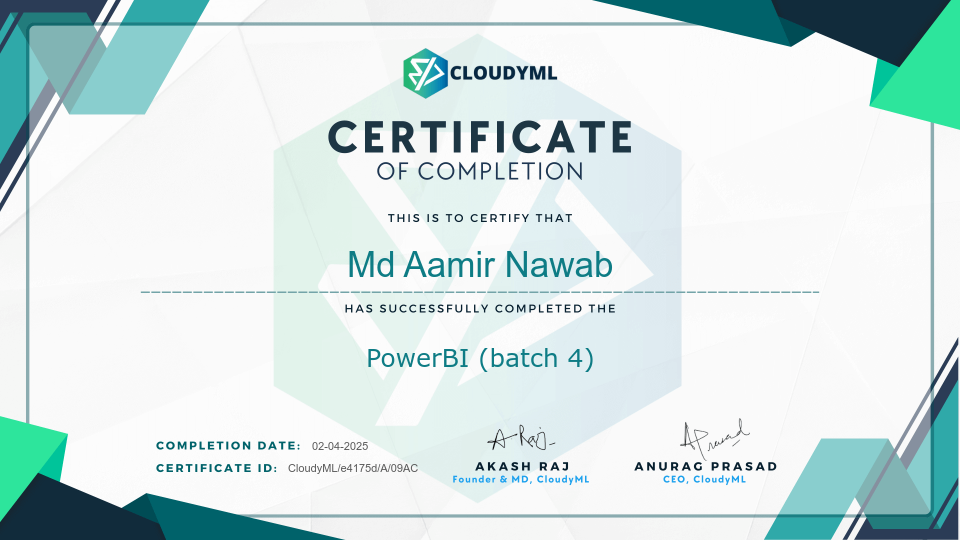 CLOUDYML
CERTIFICATE
OF COMPLETION
THIS IS TO CERTIFY THAT
Md Aamir Nawab
HAS SUCCESSFULLY COMPLETED THE
PowerBI (batch 4)
COMPLETION DATE: 02-04-2025
CERTIFICATE ID: CloudyML/e4175d/A/09AC
A Raj
AKASH RAJ
Founder & MD, CloudyML
APrasad
ANURAG PRASAD
CEO, CloudyML